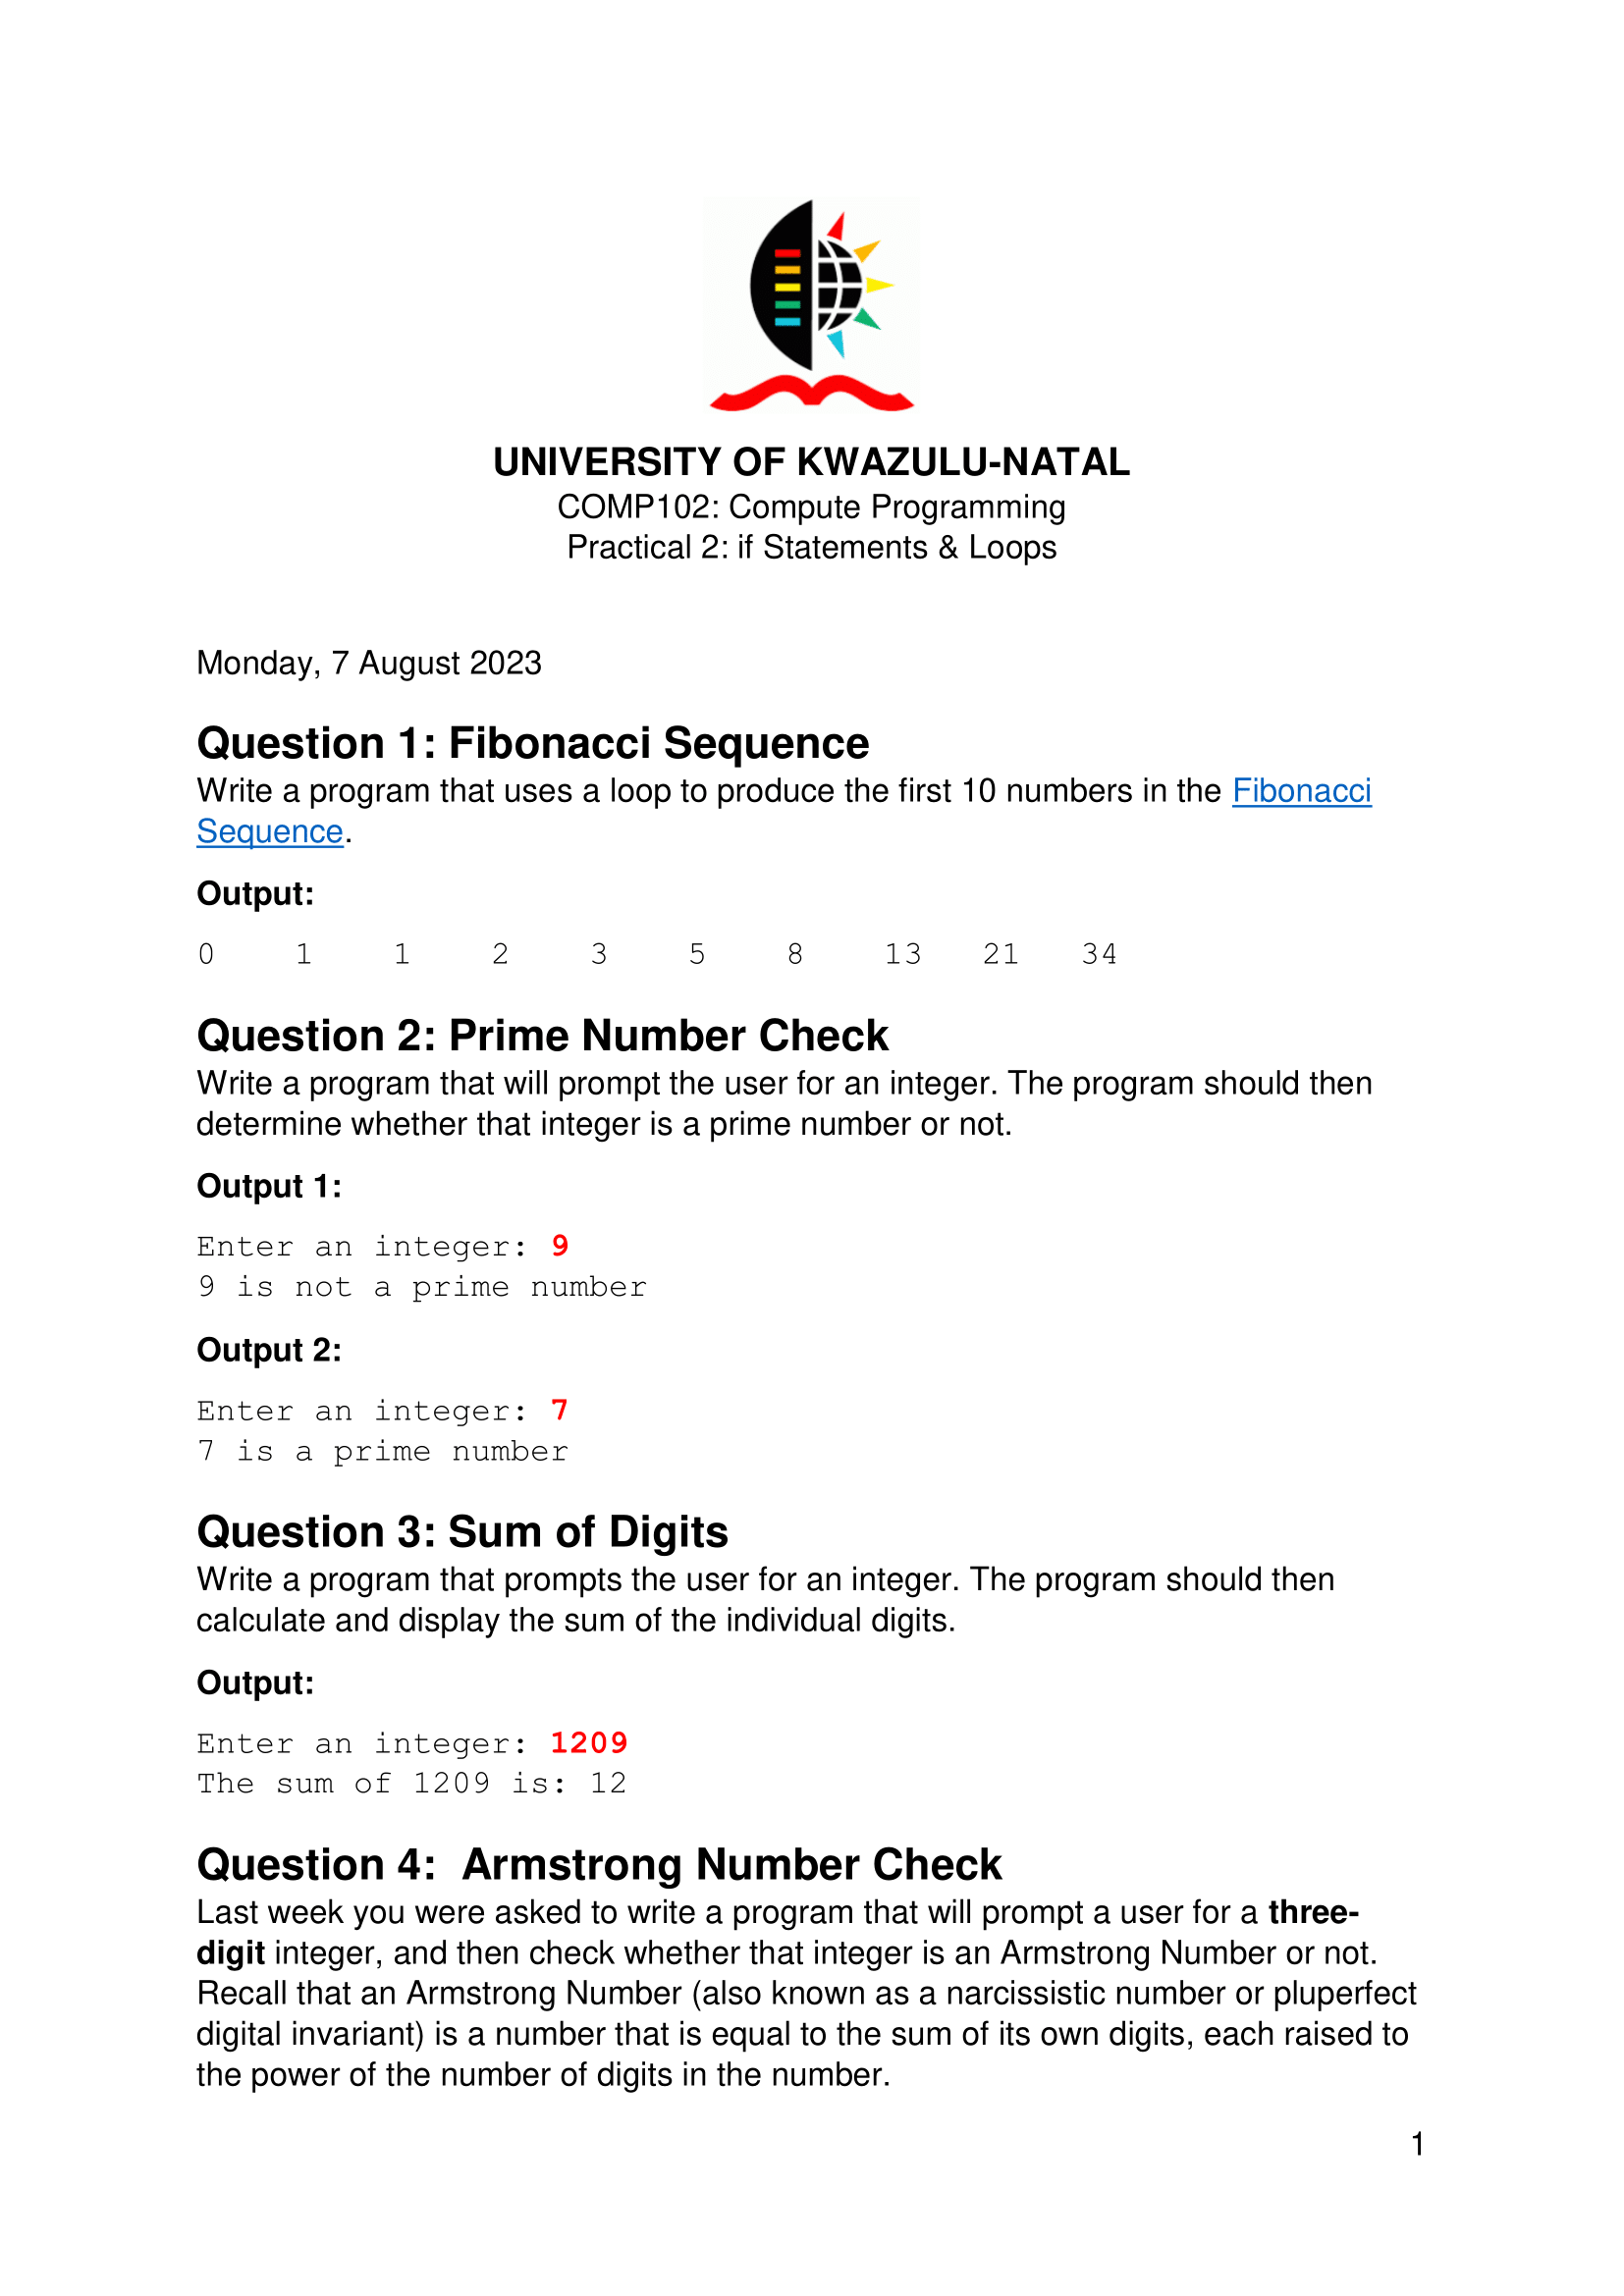 UNIVERSITY OF KWAZULU-NATAL
COMP102: Compute Programming
Practical 2: if Statements & Loops
Monday, 7 August 2023
Question 1: Fibonacci Sequence
Write a program that uses a loop to produce the first 10 numbers in the Fibonacci
Sequence.
Output:
0    1    1    2    3    5    8    13   21   34
Question 2: Prime Number Check
Write a program that will prompt the user for an integer. The program should then
determine whether that integer is a prime number or not.
Output 1:
Enter an integer: 9
9 is not a prime number
Output 2:
Enter an integer: 7
7 is a prime number
Question 3: Sum of Digits
Write a program that prompts the user for an integer. The program should then
calculate and display the sum of the individual digits.
Output:
Enter an integer: 1209
The sum of 1209 is: 12
Question 4:  Armstrong Number Check
Last week you were asked to write a program that will prompt a user for a three-
digit integer, and then check whether that integer is an Armstrong Number or not.
Recall that an Armstrong Number (also known as a narcissistic number or pluperfect
digital invariant) is a number that is equal to the sum of its own digits, each raised to
the power of the number of digits in the number.
1